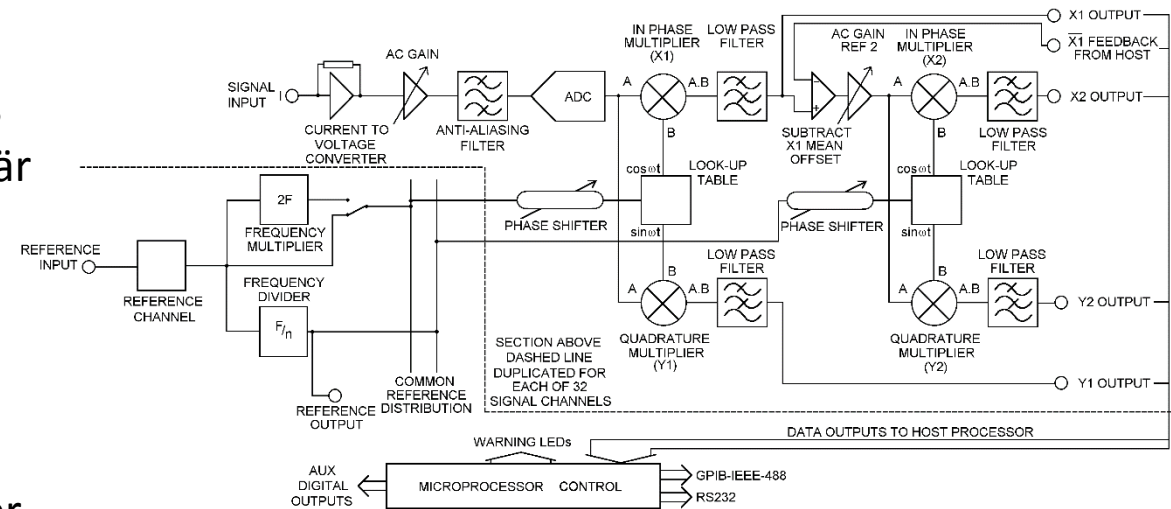 är
er
SIGNAL
INPUT
I
CURRENT TO
VOLTAGE
CONVERTER
AC GAIN
ANTI-ALIASING
FILTER
ADC
IN PHASE
MULTIPLIER
(X1)
A
A.B
B
LOW PASS
FILTER
AC GAIN
REF 2
SUBTRACT
X1 MEAN
OFFSET
IN PHASE
MULTIPLIER
(X2)
A
A.B
B
LOW PASS
FILTER
X1 OUTPUT
X1 FEEDBACK
FROM HOST
X2 OUTPUT
cosωt
LOOK-UP
TABLE
sinωt
PHASE SHIFTER
cosωt
LOOK-UP
TABLE
sinωt
PHASE SHIFTER
2F
FREQUENCY
MULTIPLIER
REFERENCE
INPUT
REFERENCE
CHANNEL
FREQUENCY
DIVIDER
F/n
REFERENCE
OUTPUT
COMMON
REFERENCE
DISTRIBUTION
SECTION ABOVE
DASHED LINE
DUPLICATED FOR
EACH OF 32
SIGNAL CHANNELS
B
A
A.B
LOW PASS
FILTER
QUADRATURE
MULTIPLIER
(Y1)
B
A
A.B
LOW PASS
FILTER
QUADRATURE
MULTIPLIER
(Y2)
Y2 OUTPUT
Y1 OUTPUT
DATA OUTPUTS TO HOST PROCESSOR
WARNING LEDs
AUX
DIGITAL
OUTPUTS
MICROPROCESSOR CONTROL
GPIB-IEEE-488
RS232